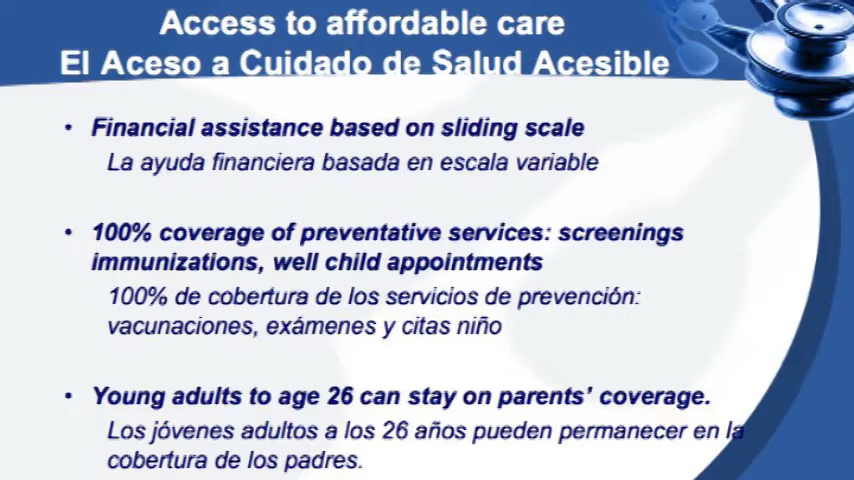 Access to affordable care
El Aceso a Cuidado de Salud Acesible
• Financial assistance based on sliding scale
La ayuda financiera basada en escala variable
• 100% coverage of preventative services: screenings
immunizations, well child appointments
100% de cobertura de los servicios de prevención:
vacunaciones, exámenes y citas niño
• Young adults to age 26 can stay on parents' coverage.
Los jóvenes adultos a los 26 años pueden permanecer en la
cobertura de los padres.